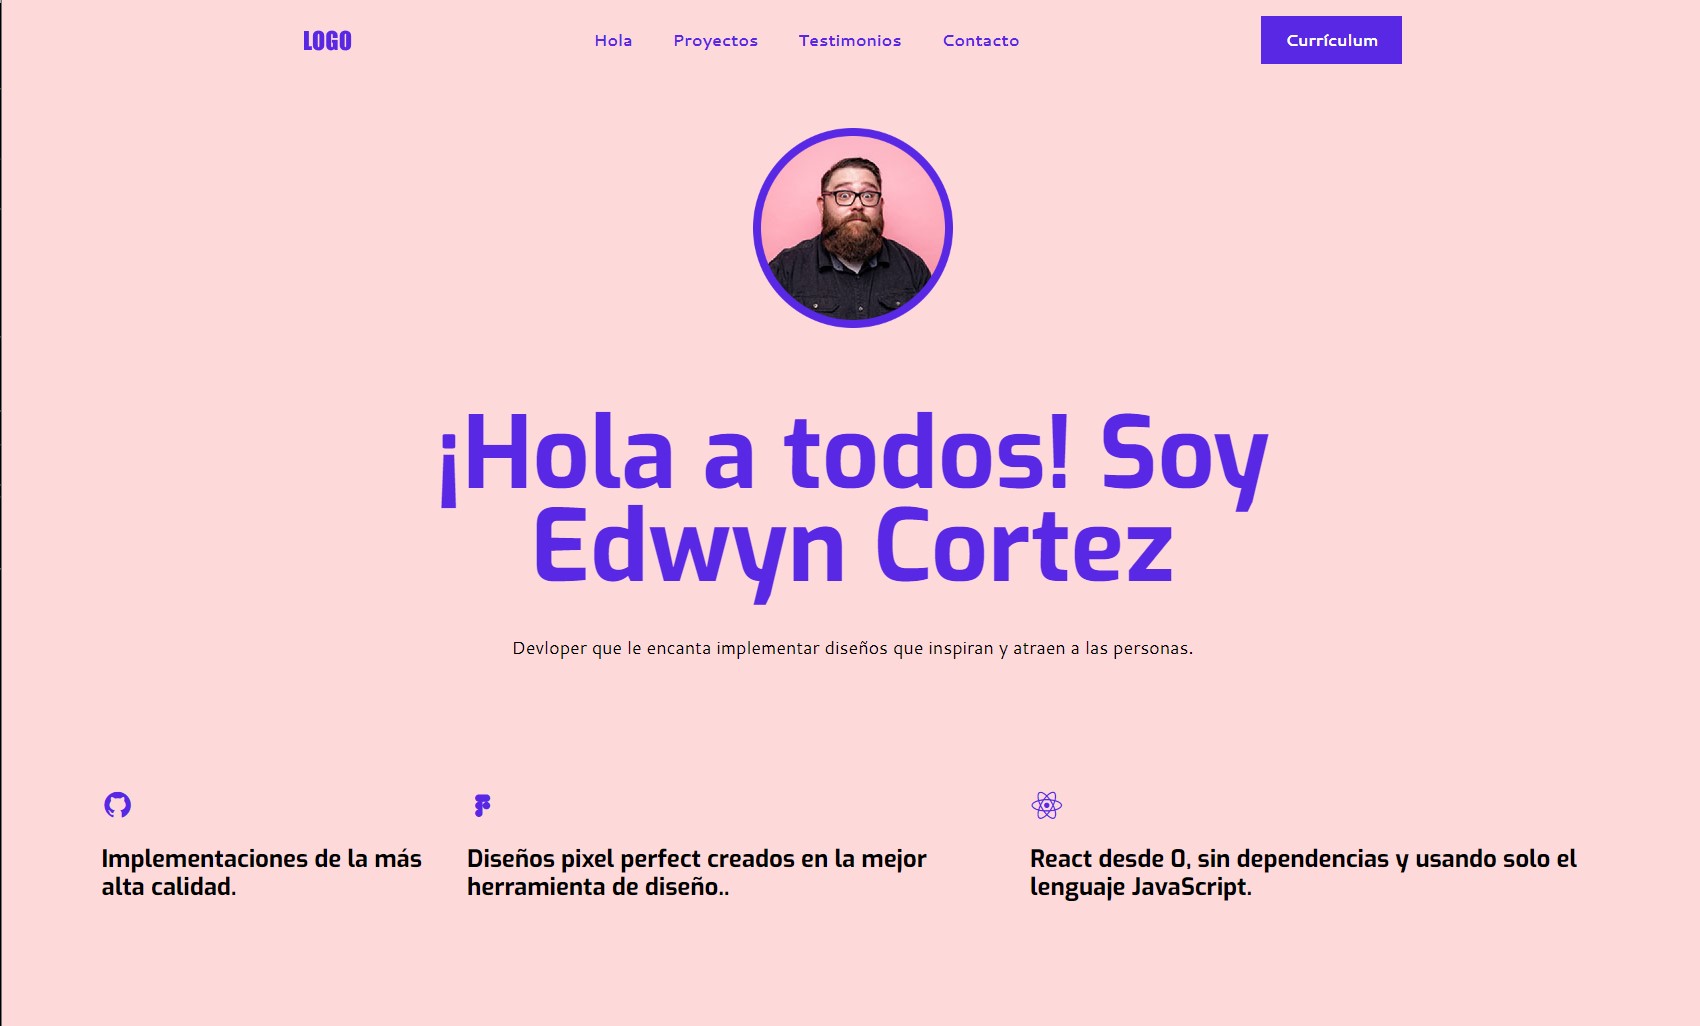 LOGO
Hola
Proyectos
Testimonios
Contacto
Currículum
¡Hola a todos! Soy
Edwyn Cortez
Devloper que le encanta implementar diseños que inspiran y atraen a las personas.
Implementaciones de la más
alta calidad.
Diseños pixel perfect creados en la mejor
herramienta de diseño..
React desde 0, sin dependencias y usando solo el
lenguaje JavaScript.